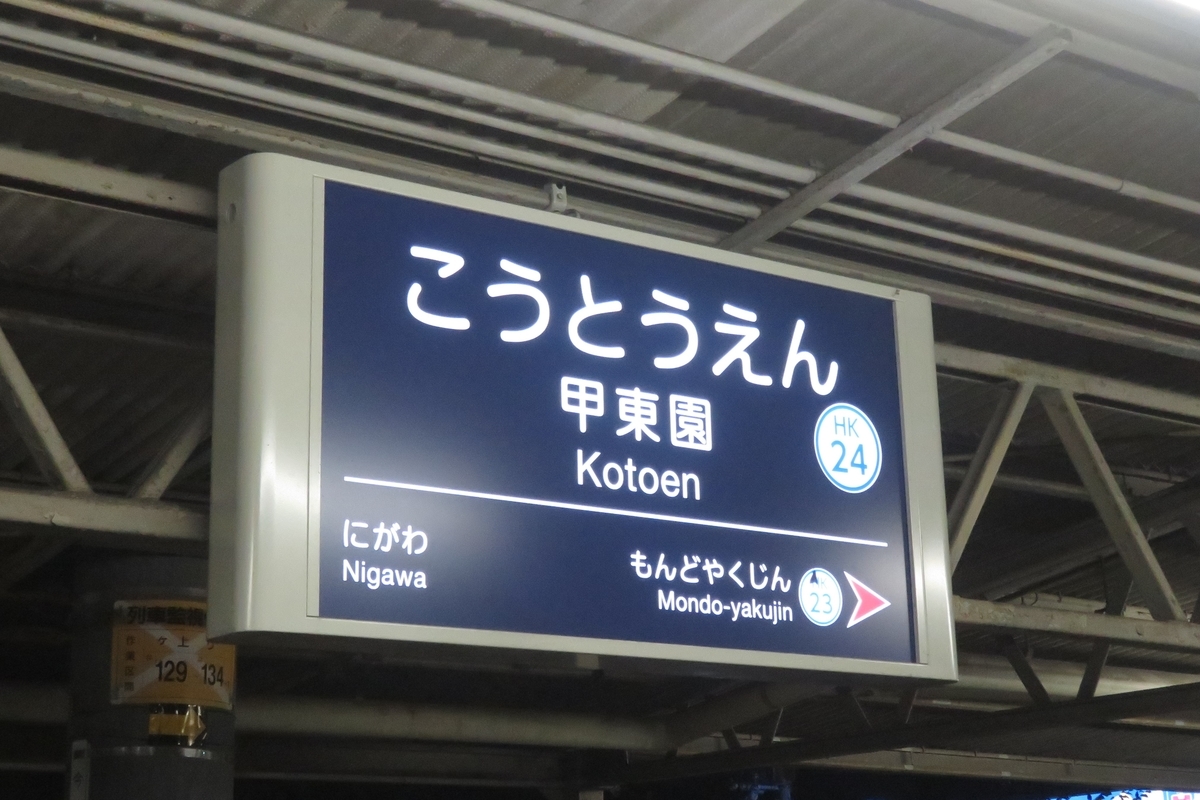 こうとうえん
甲東園
Kotoen
HK
24
にがわ
Nigawa
もんどやくじん
Mondo-yakujin
23
129 134